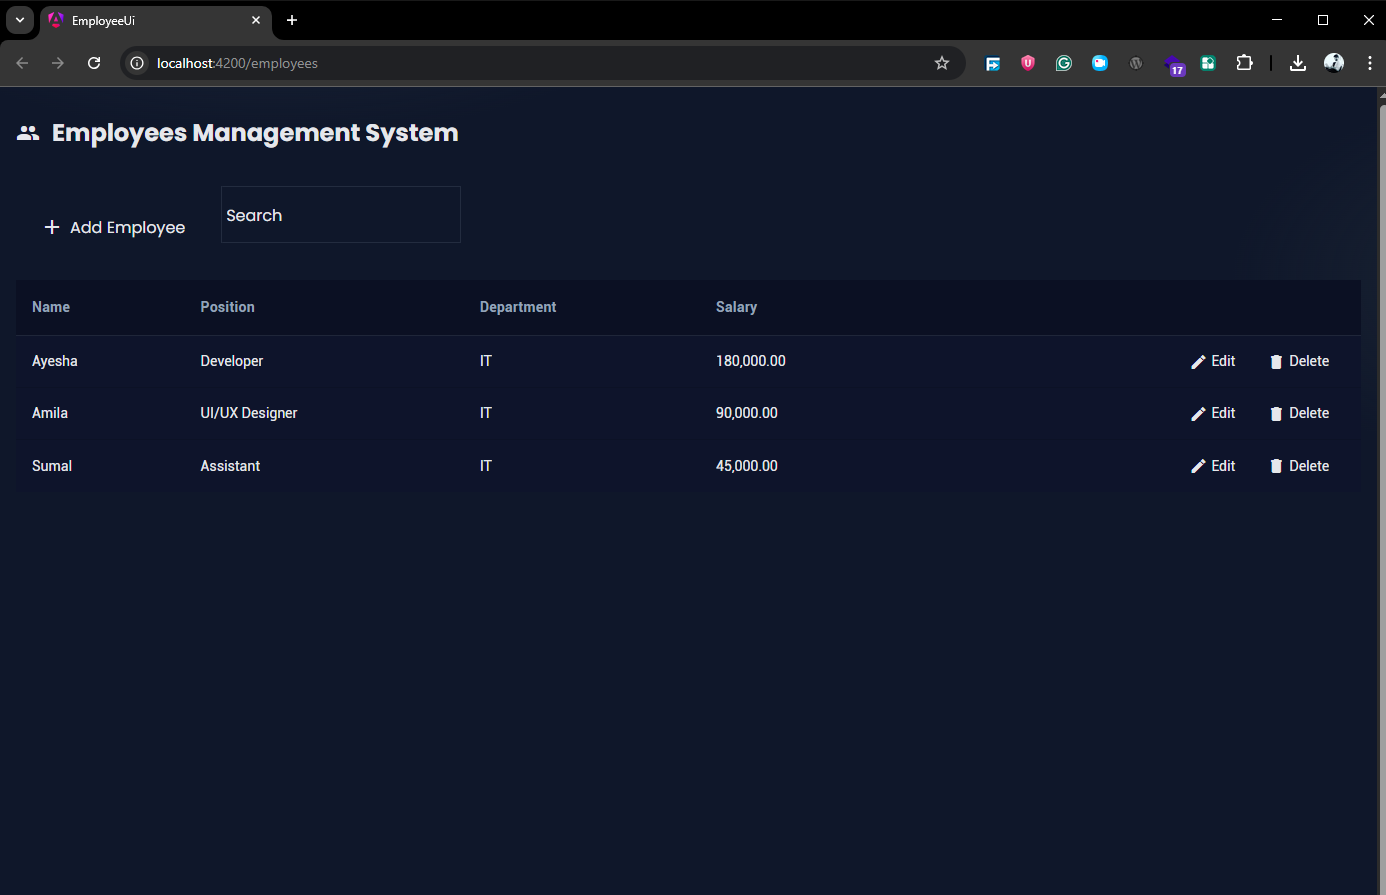 EmployeeUi
localhost:4200/employees
17
Employees Management System
Add Employee
Search
Name Position Department Salary
Ayesha Developer IT 180,000.00 Edit Delete
Amila UI/UX Designer IT 90,000.00 Edit Delete
Sumal Assistant IT 45,000.00 Edit Delete